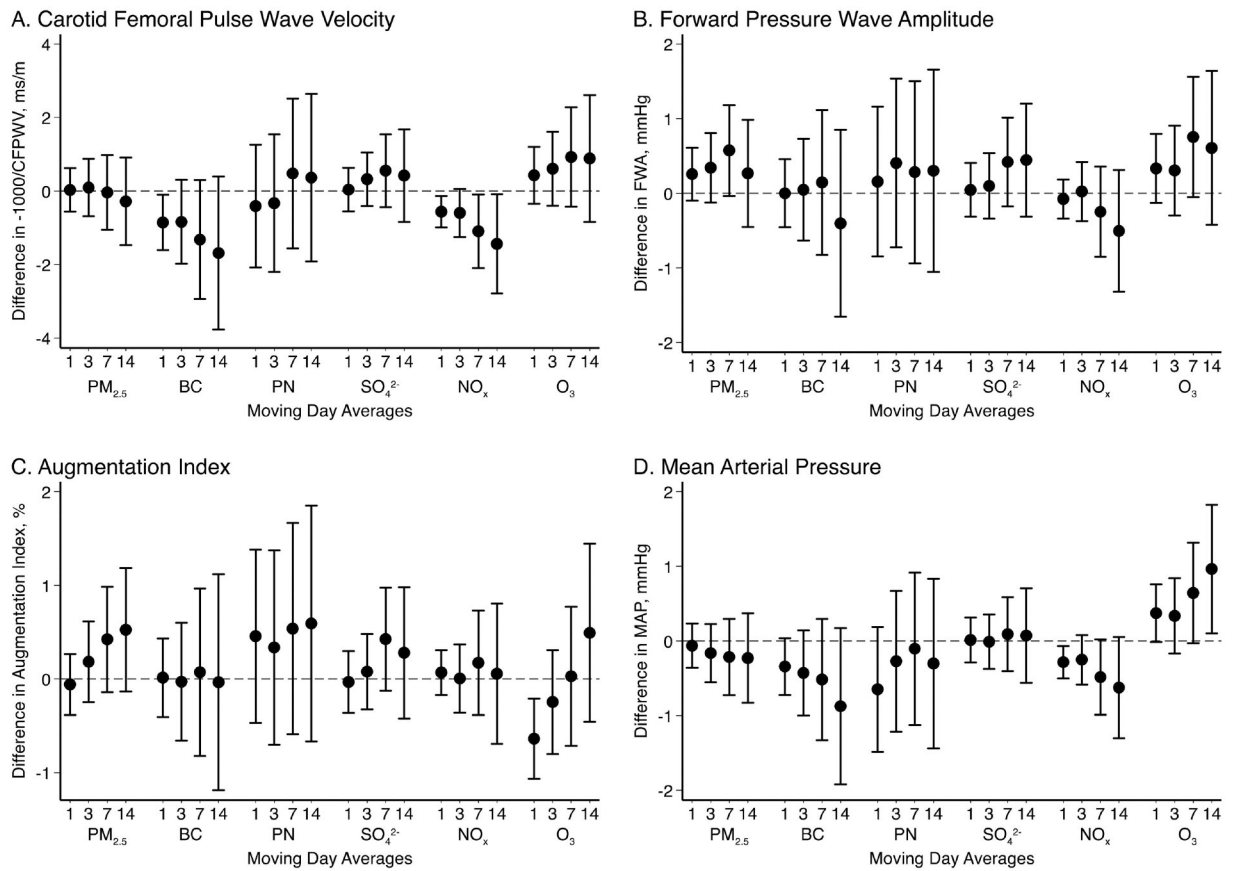 A. Carotid Femoral Pulse Wave Velocity
Difference in -1000/CFPWV, ms/m
4
2
0
-2
-4
1 3 7 14 1 3 7 14 1 3 7 14 1 3 7 14 1 3 7 14 1 3 7 14
PM2.5 BC PN SO₄²⁻ NOx O₃
Moving Day Averages
B. Forward Pressure Wave Amplitude
Difference in FWA, mmHg
2
1
0
-1
-2
1 3 7 14 1 3 7 14 1 3 7 14 1 3 7 14 1 3 7 14 1 3 7 14
PM2.5 BC PN SO₄²⁻ NOx O₃
Moving Day Averages
C. Augmentation Index
Difference in Augmentation Index, %
2
1
0
-1
1 3 7 14 1 3 7 14 1 3 7 14 1 3 7 14 1 3 7 14 1 3 7 14
PM2.5 BC PN SO₄²⁻ NOx O₃
Moving Day Averages
D. Mean Arterial Pressure
Difference in MAP, mmHg
2
1
0
-1
-2
1 3 7 14 1 3 7 14 1 3 7 14 1 3 7 14 1 3 7 14 1 3 7 14
PM2.5 BC PN SO₄²⁻ NOx O₃
Moving Day Averages